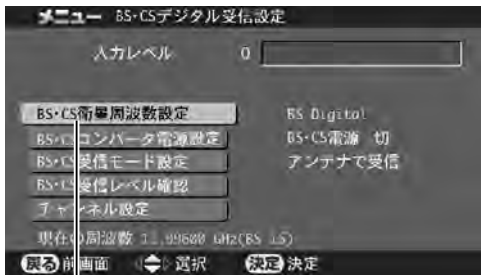 メニュー BS・CSデジタル受信設定
入力レベル 0
BS・CS衛星周波数設定 BS Digital
BS・CSコンバータ電源設定 BS・CS電源 切
BS・CS受信モード設定 アンテナで受信
BS・CS受信レベル確認
チャンネル設定
現在の周波数 11.99600 GHz(BS 15)
戻る 前画面 選択 決定 決定